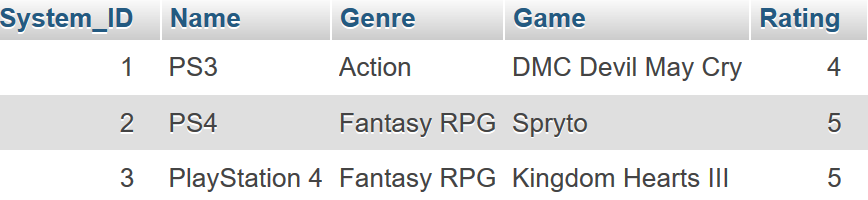 System_ID Name Genre Game Rating
1 PS3 Action DMC Devil May Cry 4
2 PS4 Fantasy RPG Spryto 5
3 PlayStation 4 Fantasy RPG Kingdom Hearts III 5